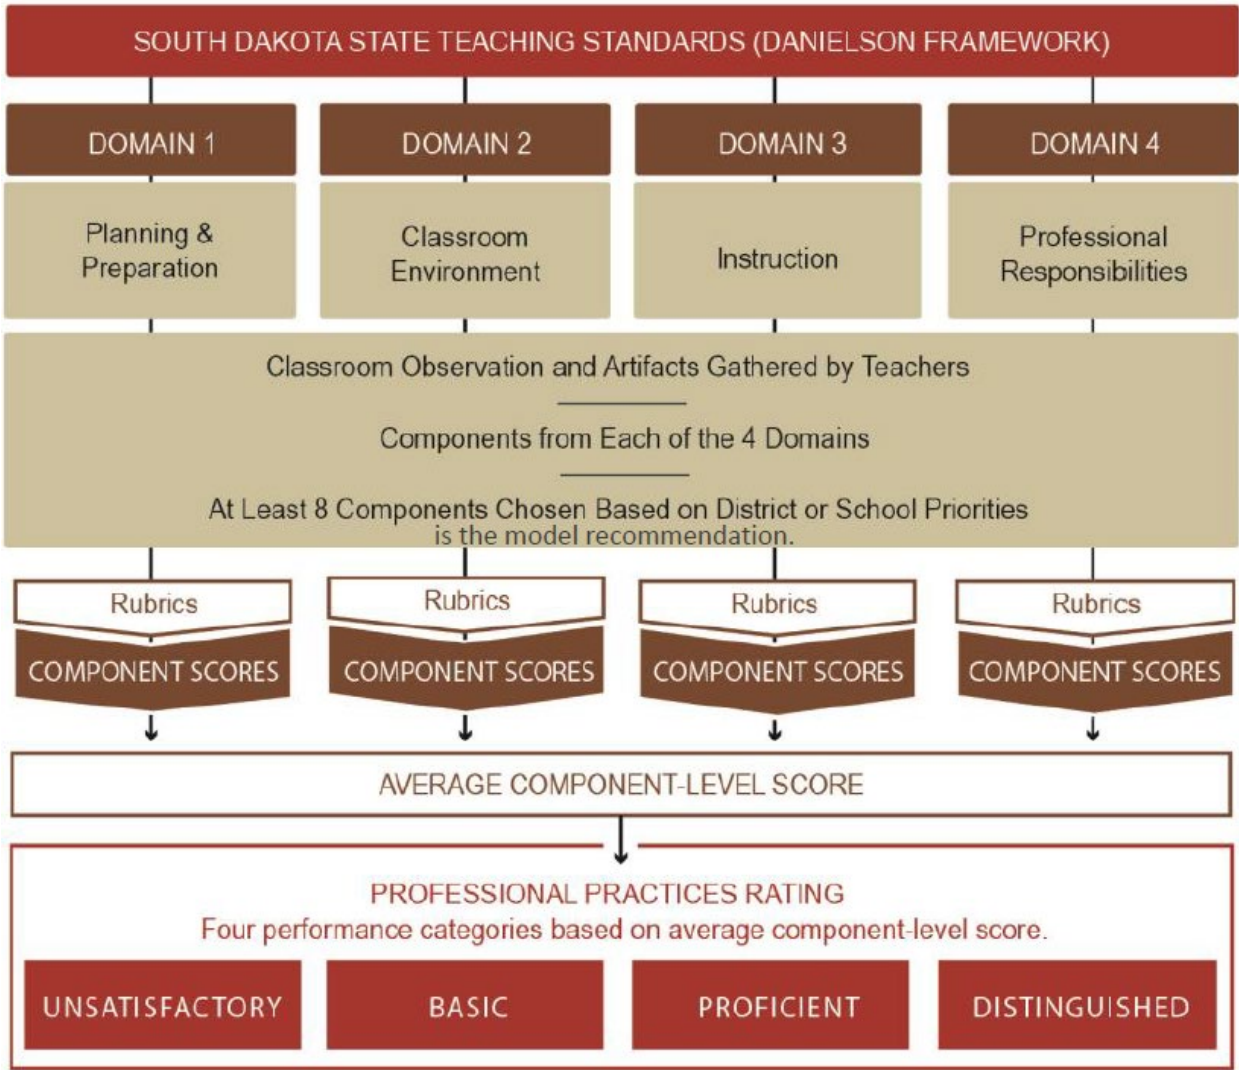 SOUTH DAKOTA STATE TEACHING STANDARDS (DANIELSON FRAMEWORK)
DOMAIN 1
DOMAIN 2
DOMAIN 3
DOMAIN 4
Planning &
Preparation
Classroom
Environment
Instruction
Professional
Responsibilities
Classroom Observation and Artifacts Gathered by Teachers
Components from Each of the 4 Domains
At Least 8 Components Chosen Based on District or School Priorities
is the model recommendation.
Rubrics
Rubrics
Rubrics
Rubrics
COMPONENT SCORES
COMPONENT SCORES
COMPONENT SCORES
COMPONENT SCORES
AVERAGE COMPONENT-LEVEL SCORE
PROFESSIONAL PRACTICES RATING
Four performance categories based on average component-level score.
UNSATISFACTORY
BASIC
PROFICIENT
DISTINGUISHED